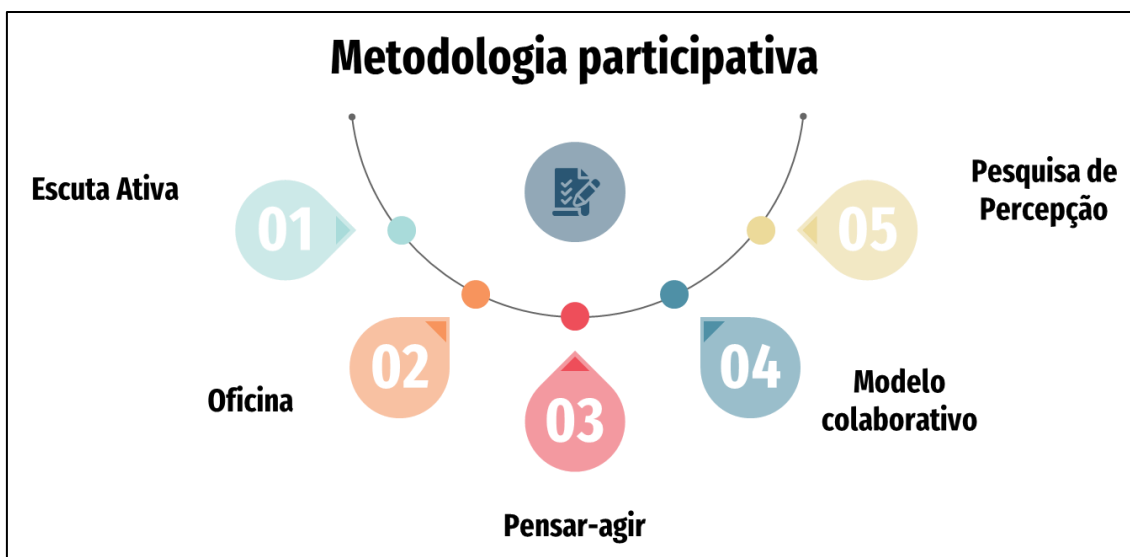 Metodologia participativa
Escuta Ativa
01
Oficina
02
03
Pensar-agir
04
Modelo
colaborativo
05
Pesquisa de
Percepção